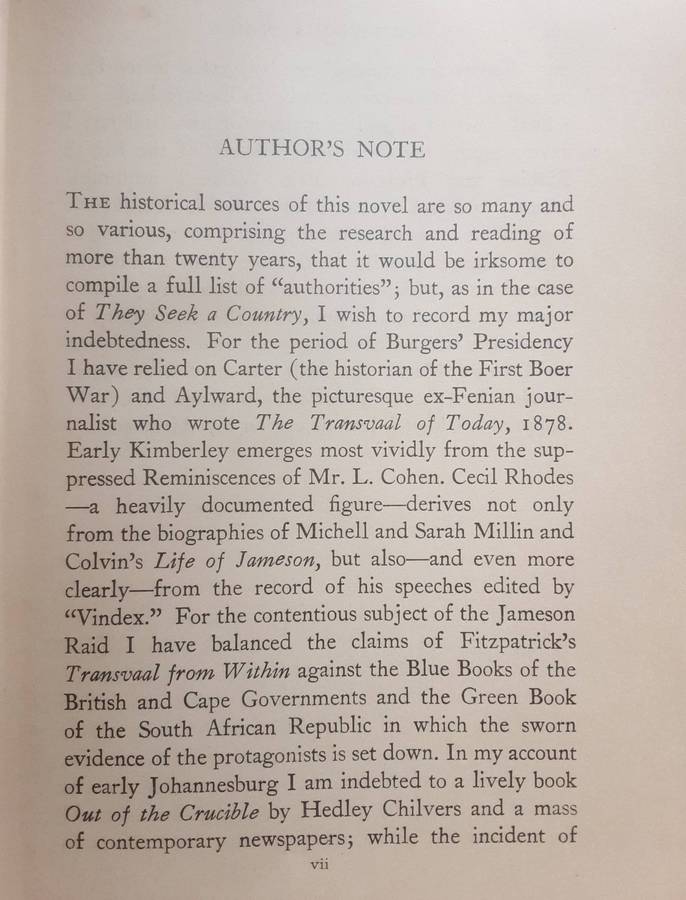 AUTHOR'S NOTE
THE historical sources of this novel are so many and
so various, comprising the research and reading of
more than twenty years, that it would be irksome to
compile a full list of "authorities"; but, as in the case
of They Seek a Country, I wish to record my major
indebtedness. For the period of Burgers' Presidency
I have relied on Carter (the historian of the First Boer
War) and Aylward, the picturesque ex-Fenian jour-
nalist who wrote The Transvaal of Today, 1878.
Early Kimberley emerges most vividly from the sup-
pressed Reminiscences of Mr. L. Cohen. Cecil Rhodes
—a heavily documented figure—derives not only
from the biographies of Michell and Sarah Millin and
Colvin's Life of Jameson, but also—and even more
clearly—from the record of his speeches edited by
"Vindex." For the contentious subject of the Jameson
Raid I have balanced the claims of Fitzpatrick's
Transvaal from Within against the Blue Books of the
British and Cape Governments and the Green Book
of the South African Republic in which the sworn
evidence of the protagonists is set down. In my account
of early Johannesburg I am indebted to a lively book
Out of the Crucible by Hedley Chilvers and a mass
of contemporary newspapers; while the incident of
vii